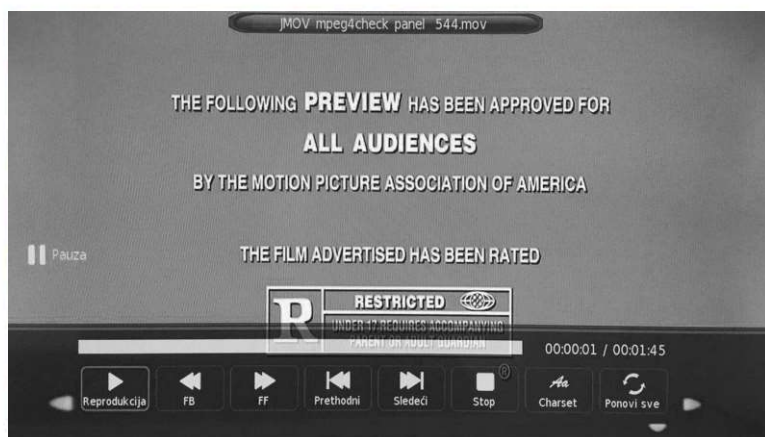 JMOV mpeg4check panel 544.mov
THE FOLLOWING PREVIEW HAS BEEN APPROVED FOR
ALL AUDIENCES
BY THE MOTION PICTURE ASSOCIATION OF AMERICA
Pauza
THE FILM ADVERTISED HAS BEEN RATED
R
RESTRICTED
UNDER 17 REQUIRES ACCOMPANYING
PARENT OR ADULT GUARDIAN
00:00:01 / 00:01:45
Reprodukcija FB FF Prethodni Sledeći Stop Aa Charset Ponovi sve